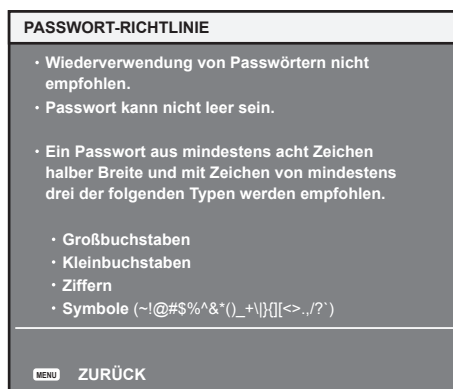 PASSWORT-RICHTLINIE
・Wiederverwendung von Passwörtern nicht
empfohlen.
・Passwort kann nicht leer sein.
・Ein Passwort aus mindestens acht Zeichen
halber Breite und mit Zeichen von mindestens
drei der folgenden Typen werden empfohlen.
・Großbuchstaben
・Kleinbuchstaben
・Ziffern
・Symbole (~!@#$%^&*()_+\|}{][<>.,/?`)
MENU ZURÜCK